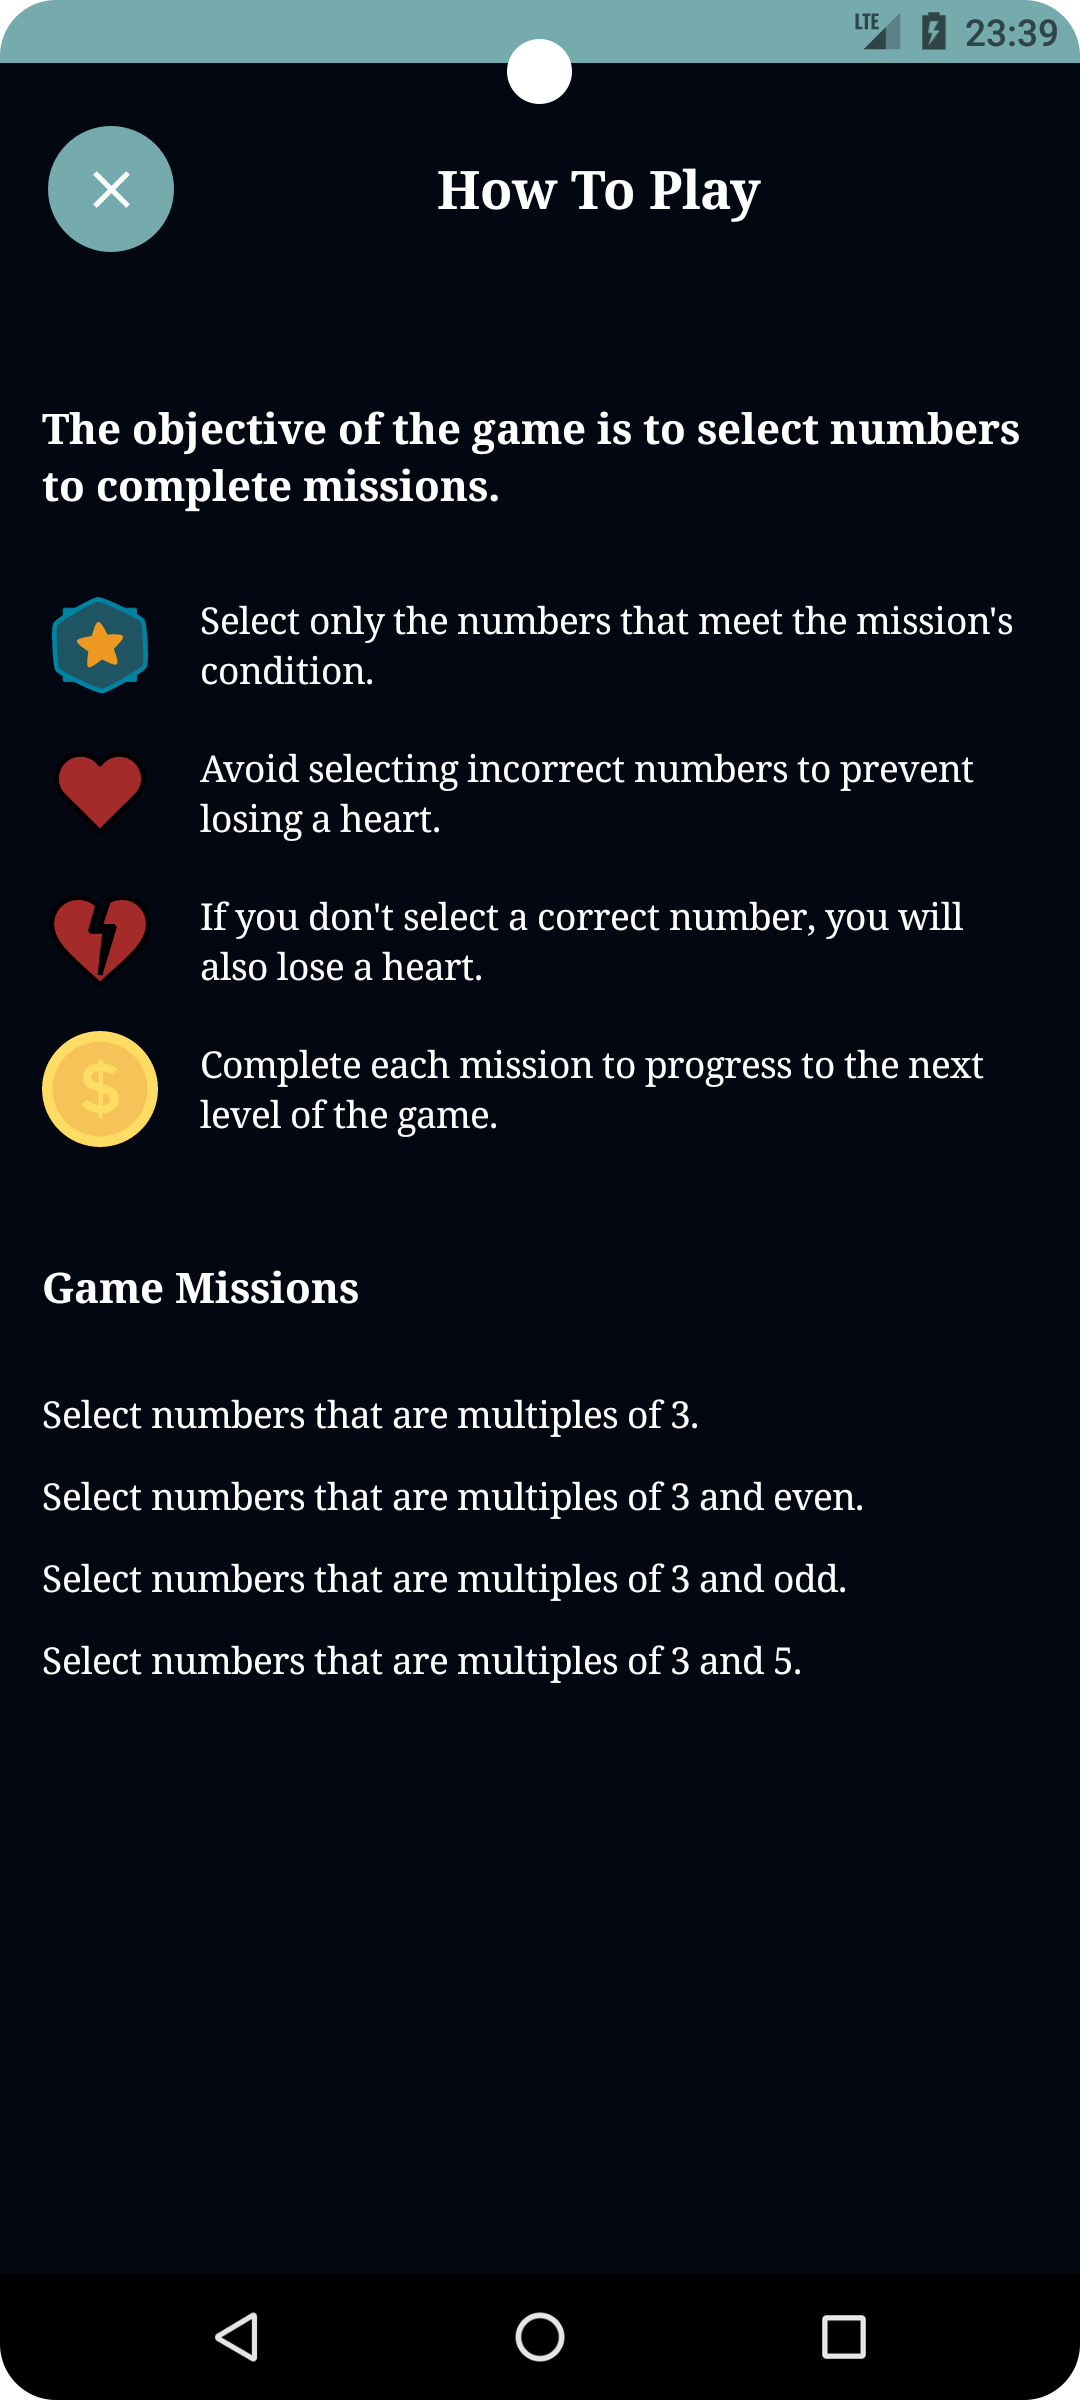 LTE 23:39
How To Play
The objective of the game is to select numbers
to complete missions.
Select only the numbers that meet the mission's
condition.
Avoid selecting incorrect numbers to prevent
losing a heart.
If you don't select a correct number, you will
also lose a heart.
$
Complete each mission to progress to the next
level of the game.
Game Missions
Select numbers that are multiples of 3.
Select numbers that are multiples of 3 and even.
Select numbers that are multiples of 3 and odd.
Select numbers that are multiples of 3 and 5.